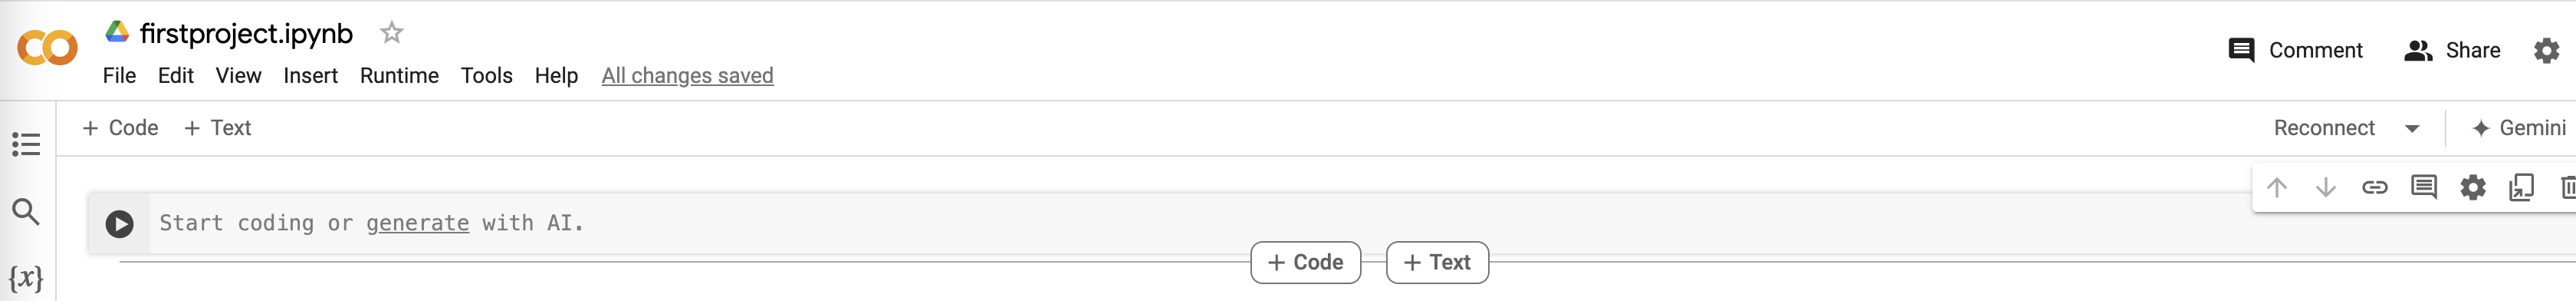 firstproject.ipynb
File Edit View Insert Runtime Tools Help All changes saved
Comment Share
+ Code + Text
Reconnect Gemini
Start coding or generate with AI.
+ Code + Text
{x}